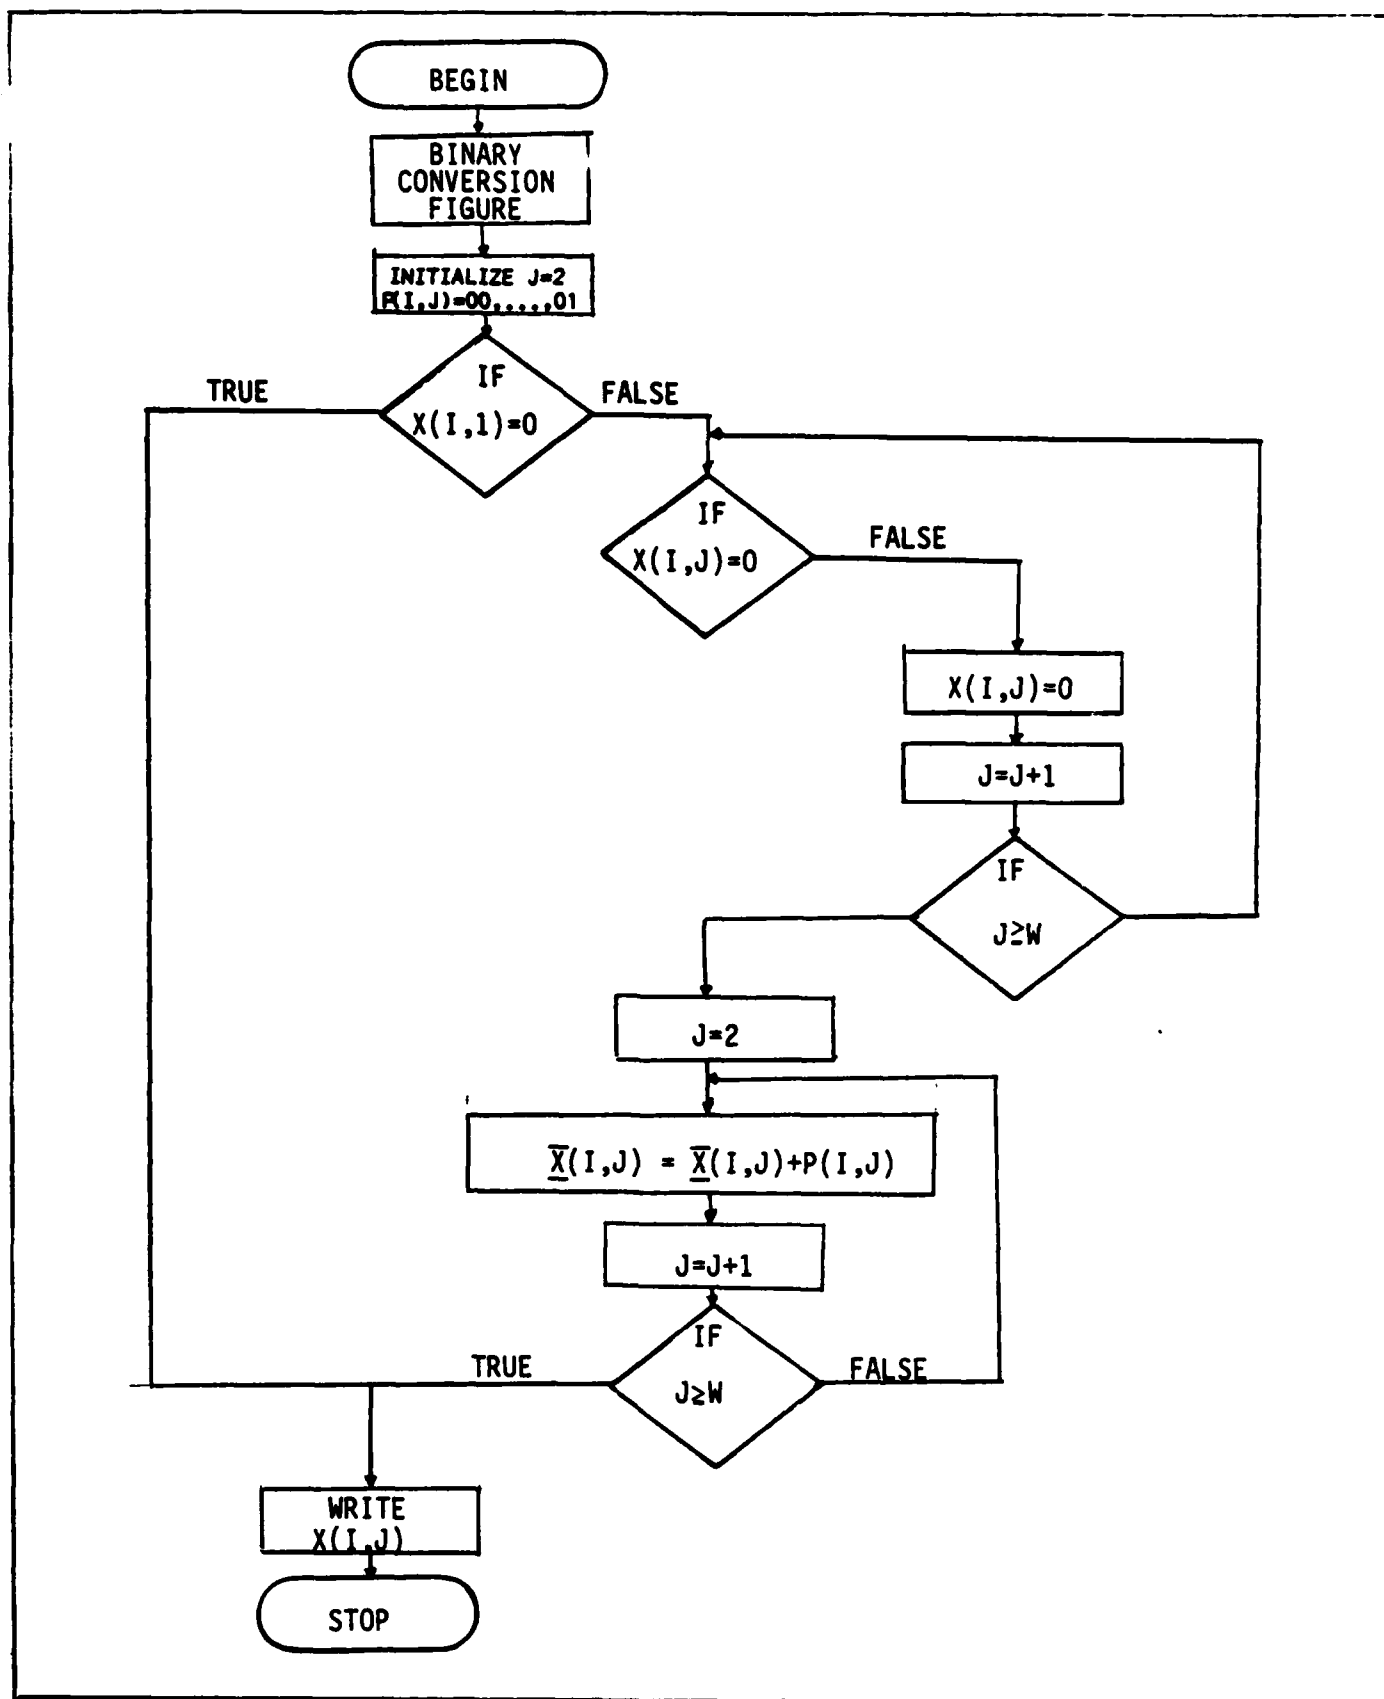 BEGIN
BINARY
CONVERSION
FIGURE
INITIALIZE J=2
P(I,J)=00,...,01
IF
X(I,1)=0
TRUE
FALSE
IF
X(I,J)=0
FALSE
X(I,J)=0
J=J+1
IF
J≧W
J=2
X̲̅(I,J) = X̲̅(I,J)+P(I,J)
J=J+1
IF
J≥W
TRUE
FALSE
WRITE
X(I,J)
STOP